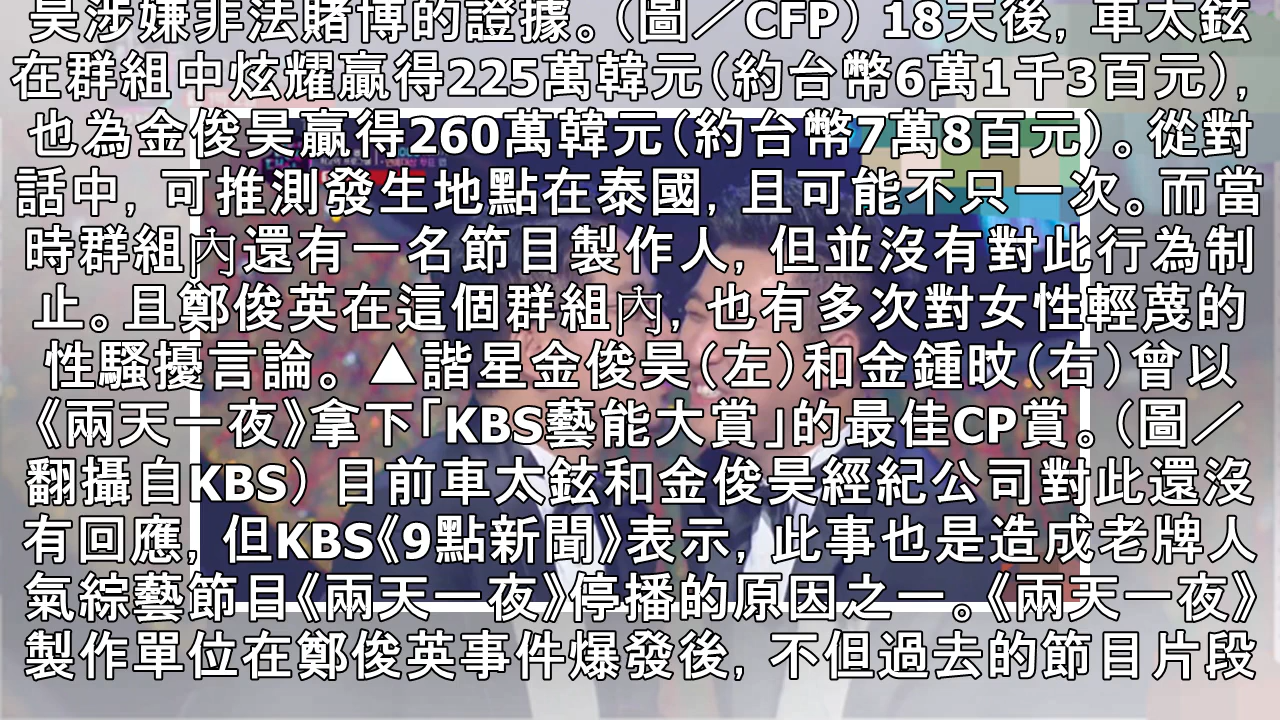 昊涉嫌非法賭博的證據。（圖／CFP）18天後，車太鉉
在群組中炫耀贏得225萬韓元（約台幣6萬1千3百元），
也為金俊昊贏得260萬韓元（約台幣7萬8百元）。從對
話中，可推測發生地點在泰國，且可能不只一次。而當
時群組內還有一名節目製作人，但並沒有對此行為制
止。且鄭俊英在這個群組內，也有多次對女性輕蔑的
性騷擾言論。▲諧星金俊昊（左）和金鍾旼（右）曾以
《兩天一夜》拿下「KBS藝能大賞」的最佳CP賞。（圖／
翻攝自KBS）目前車太鉉和金俊昊經紀公司對此還沒
有回應，但KBS《9點新聞》表示，此事也是造成老牌人
氣綜藝節目《兩天一夜》停播的原因之一。《兩天一夜》
製作單位在鄭俊英事件爆發後，不但過去的節目片段